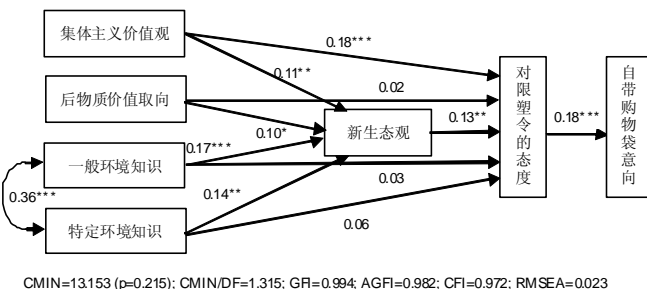 集体主义价值观
后物质价值取向
一般环境知识
特定环境知识
新生态观
对限塑令的态度
自带购物袋意向
0.18***
0.11**
0.02
0.10*
0.13**
0.18***
0.17***
0.03
0.14**
0.06
0.36***
CMIN=13.153 (p=0.215); CMIN/DF=1.315; GFI=0.994; AGFI=0.982; CFI=0.972; RMSEA=0.023